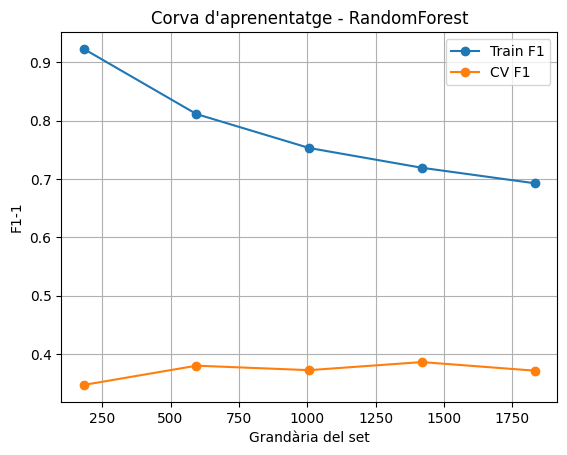 Corva d'aprenentatge - RandomForest
Train F1
CV F1
F1-1
0.9
0.8
0.7
0.6
0.5
0.4
250
500
750
1000
1250
1500
1750
Grandària del set